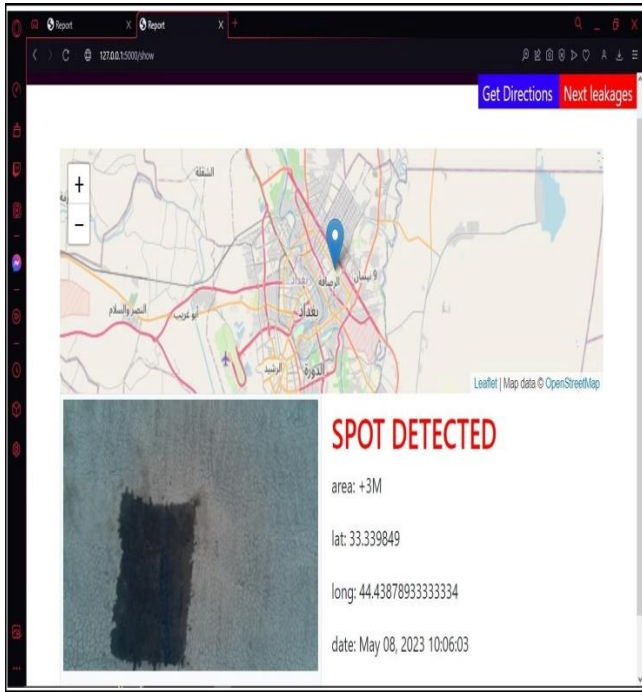 Report
Report
127.0.0.1:5000/show
Get Directions Next leakages
+
−
الشعلة
9 نيسان
الرصافة
بغداد
بغداد
النصر والسلام
ابو غريب
الرشيد
الدورة
Leaflet | Map data © OpenStreetMap
SPOT DETECTED
area: +3M
lat: 33.339849
long: 44.43878933333334
date: May 08, 2023 10:06:03